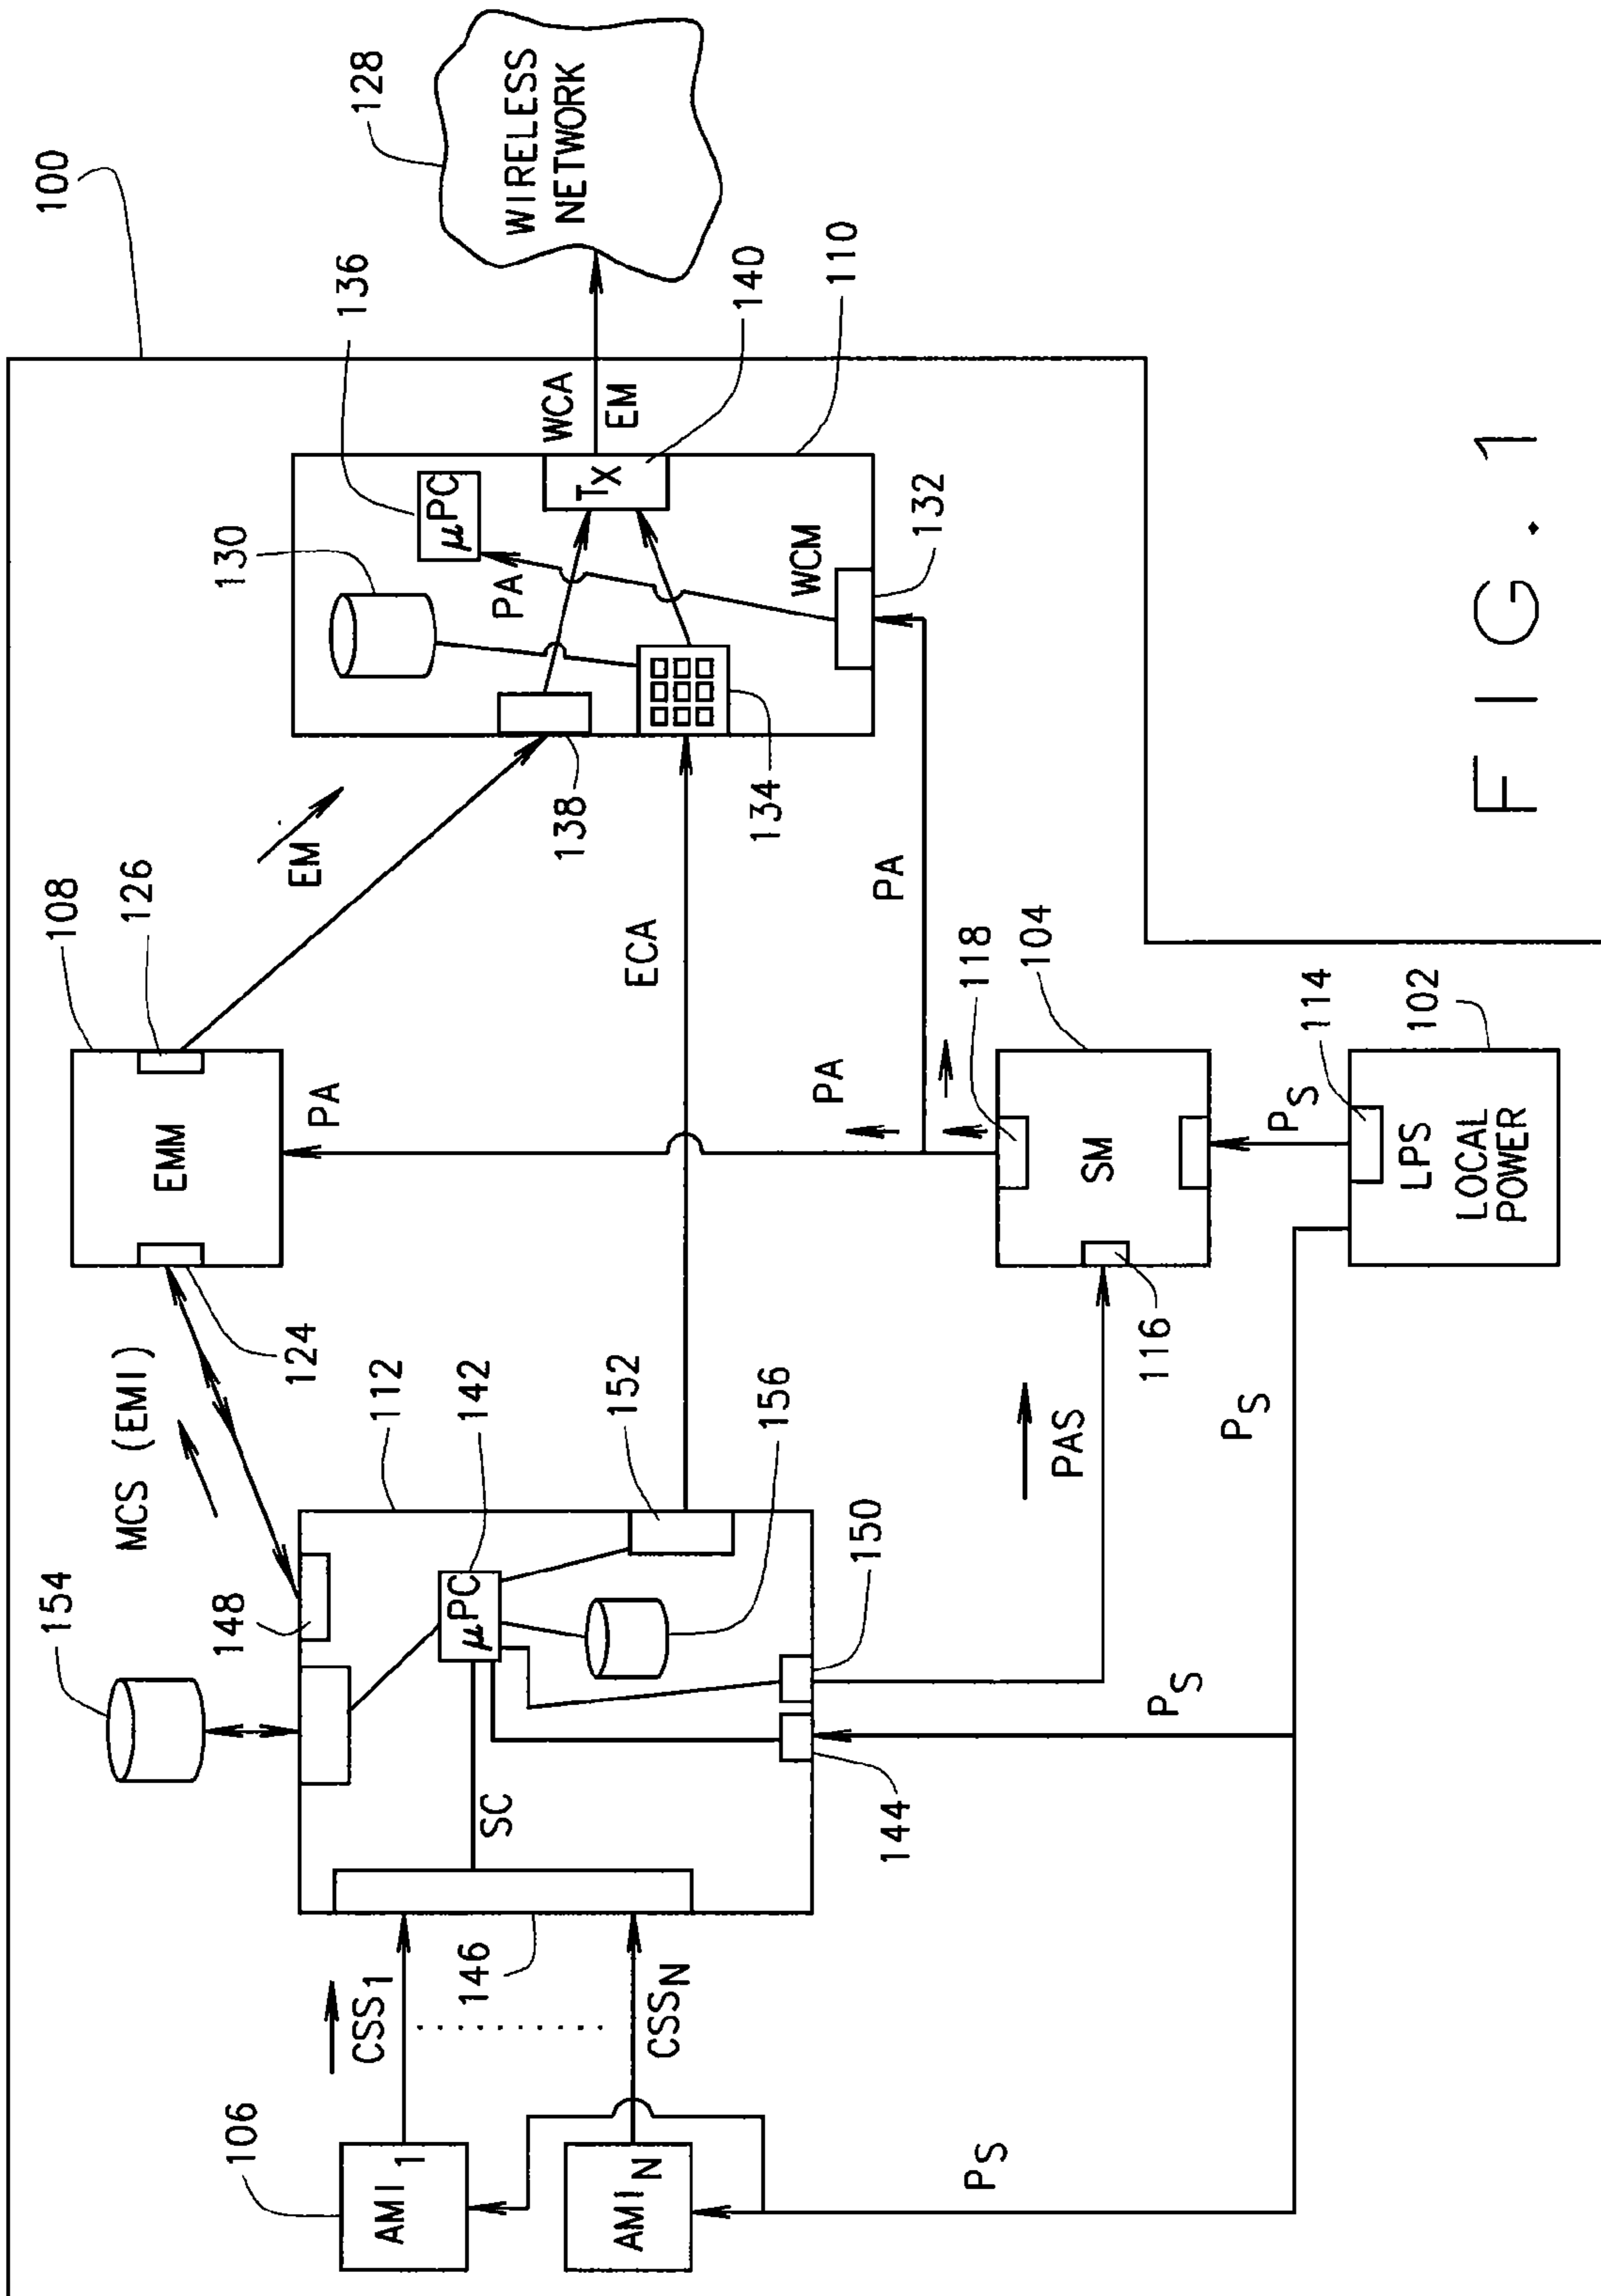 100
128
WIRELESS
NETWORK
136
130
μPC
PA
WCA
EM
TX
140
110
WCM
132
138
134
108
126
EM
EMM
PA
124
MCS (EMI)
ECA
PA
PA
118
104
SM
116
PS
114
102
LPS
LOCAL
POWER
154
148
112
142
μPC
152
156
150
PAS
PS
PS
144
SC
146
CSS1
CSSN
106
AMI1
AMIN
PS
FIG. 1